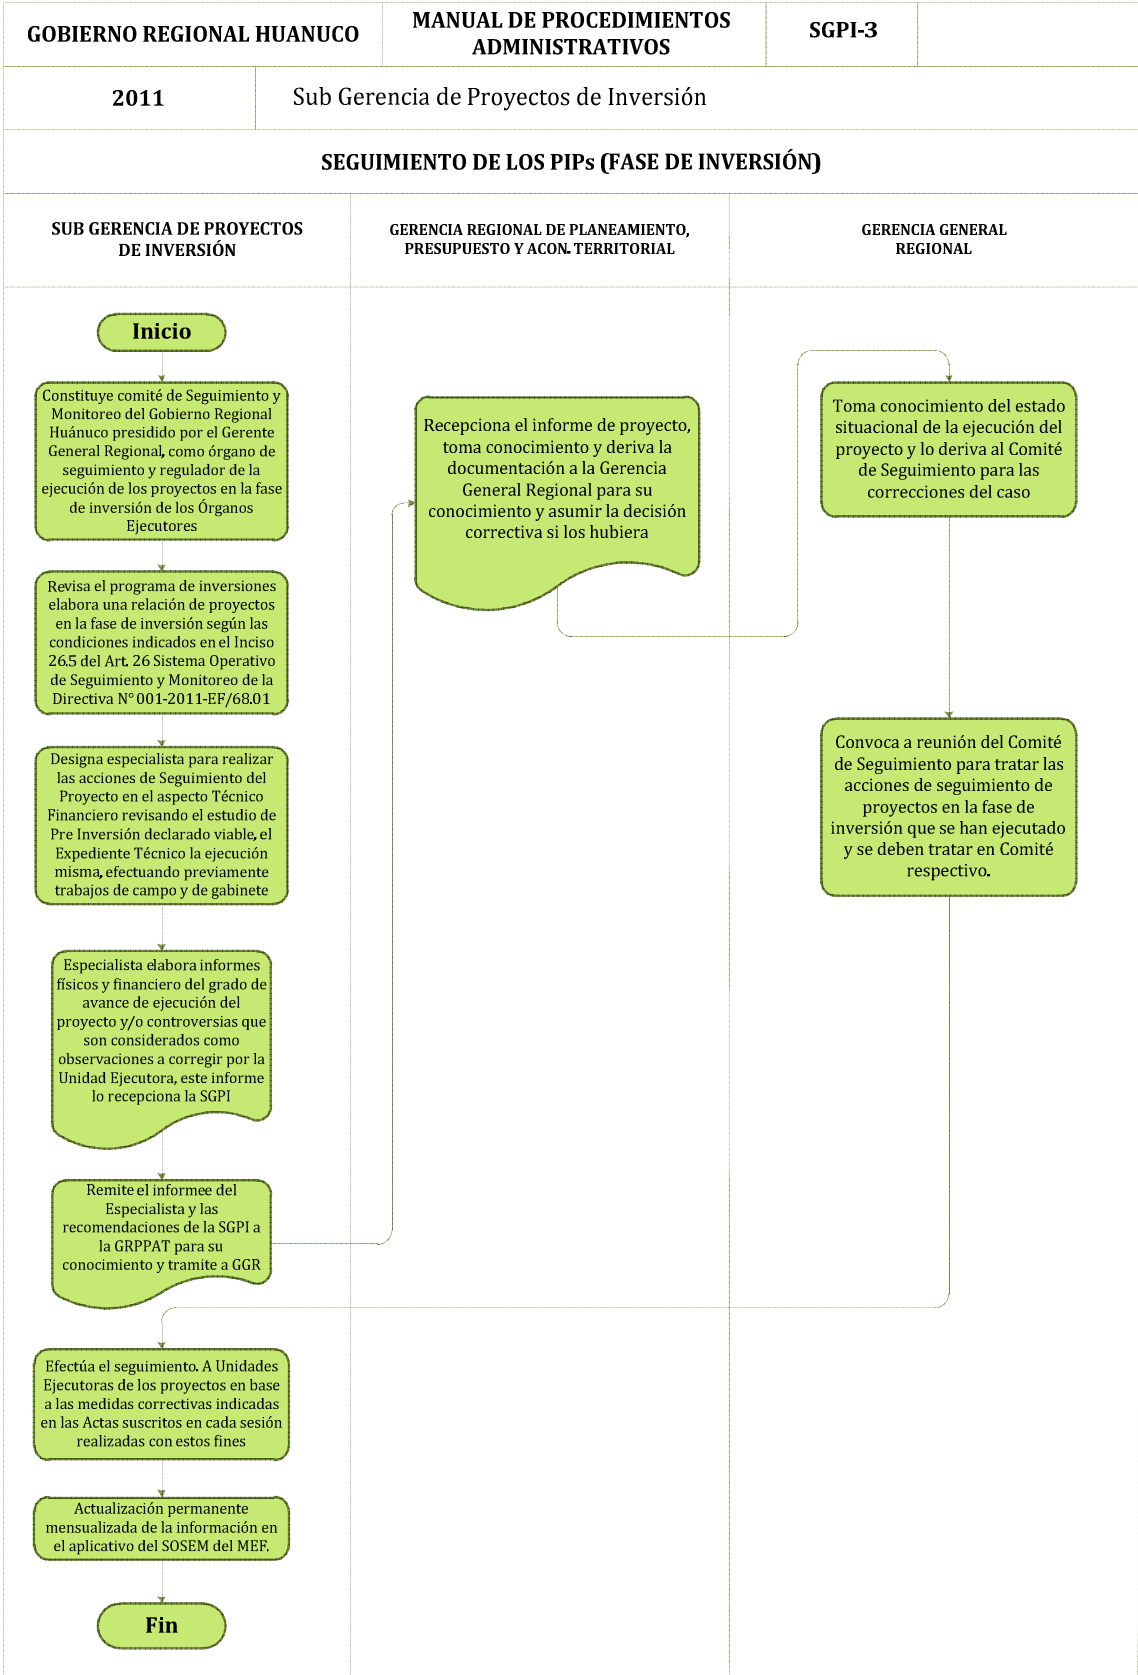 GOBIERNO REGIONAL HUANUCO
MANUAL DE PROCEDIMIENTOS
ADMINISTRATIVOS
SGPI-3
2011
Sub Gerencia de Proyectos de Inversión
SEGUIMIENTO DE LOS PIPs (FASE DE INVERSIÓN)
SUB GERENCIA DE PROYECTOS
DE INVERSIÓN
GERENCIA REGIONAL DE PLANEAMIENTO,
PRESUPUESTO Y ACON. TERRITORIAL
GERENCIA GENERAL
REGIONAL
Inicio
Constituye comité de Seguimiento y
Monitoreo del Gobierno Regional
Huánuco presidido por el Gerente
General Regional, como órgano de
seguimiento y regulador de la
ejecución de los proyectos en la fase
de inversión de los Órganos
Ejecutores
Revisa el programa de inversiones
elabora una relación de proyectos
en la fase de inversión según las
condiciones indicados en el Inciso
26.5 del Art. 26 Sistema Operativo
de Seguimiento y Monitoreo de la
Directiva N° 001-2011-EF/68.01
Designa especialista para realizar
las acciones de Seguimiento del
Proyecto en el aspecto Técnico
Financiero revisando el estudio de
Pre Inversión declarado viable, el
Expediente Técnico la ejecución
misma, efectuando previamente
trabajos de campo y de gabinete
Especialista elabora informes
físicos y financiero del grado de
avance de ejecución del
proyecto y/o controversias que
son considerados como
observaciones a corregir por la
Unidad Ejecutora, este informe
lo recepciona la SGPI
Remite el informee del
Especialista y las
recomendaciones de la SGPI a
la GRPPAT para su
conocimiento y tramite a GGR
Recepciona el informe de proyecto,
toma conocimiento y deriva la
documentación a la Gerencia
General Regional para su
conocimiento y asumir la decisión
correctiva si los hubiera
Toma conocimiento del estado
situacional de la ejecución del
proyecto y lo deriva al Comité
de Seguimiento para las
correcciones del caso
Convoca a reunión del Comité
de Seguimiento para tratar las
acciones de seguimiento de
proyectos en la fase de
inversión que se han ejecutado
y se deben tratar en Comité
respectivo.
Efectúa el seguimiento. A Unidades
Ejecutoras de los proyectos en base
a las medidas correctivas indicadas
en las Actas suscritos en cada sesión
realizadas con estos fines
Actualización permanente
mensualizada de la información en
el aplicativo del SOSEM del MEF.
Fin